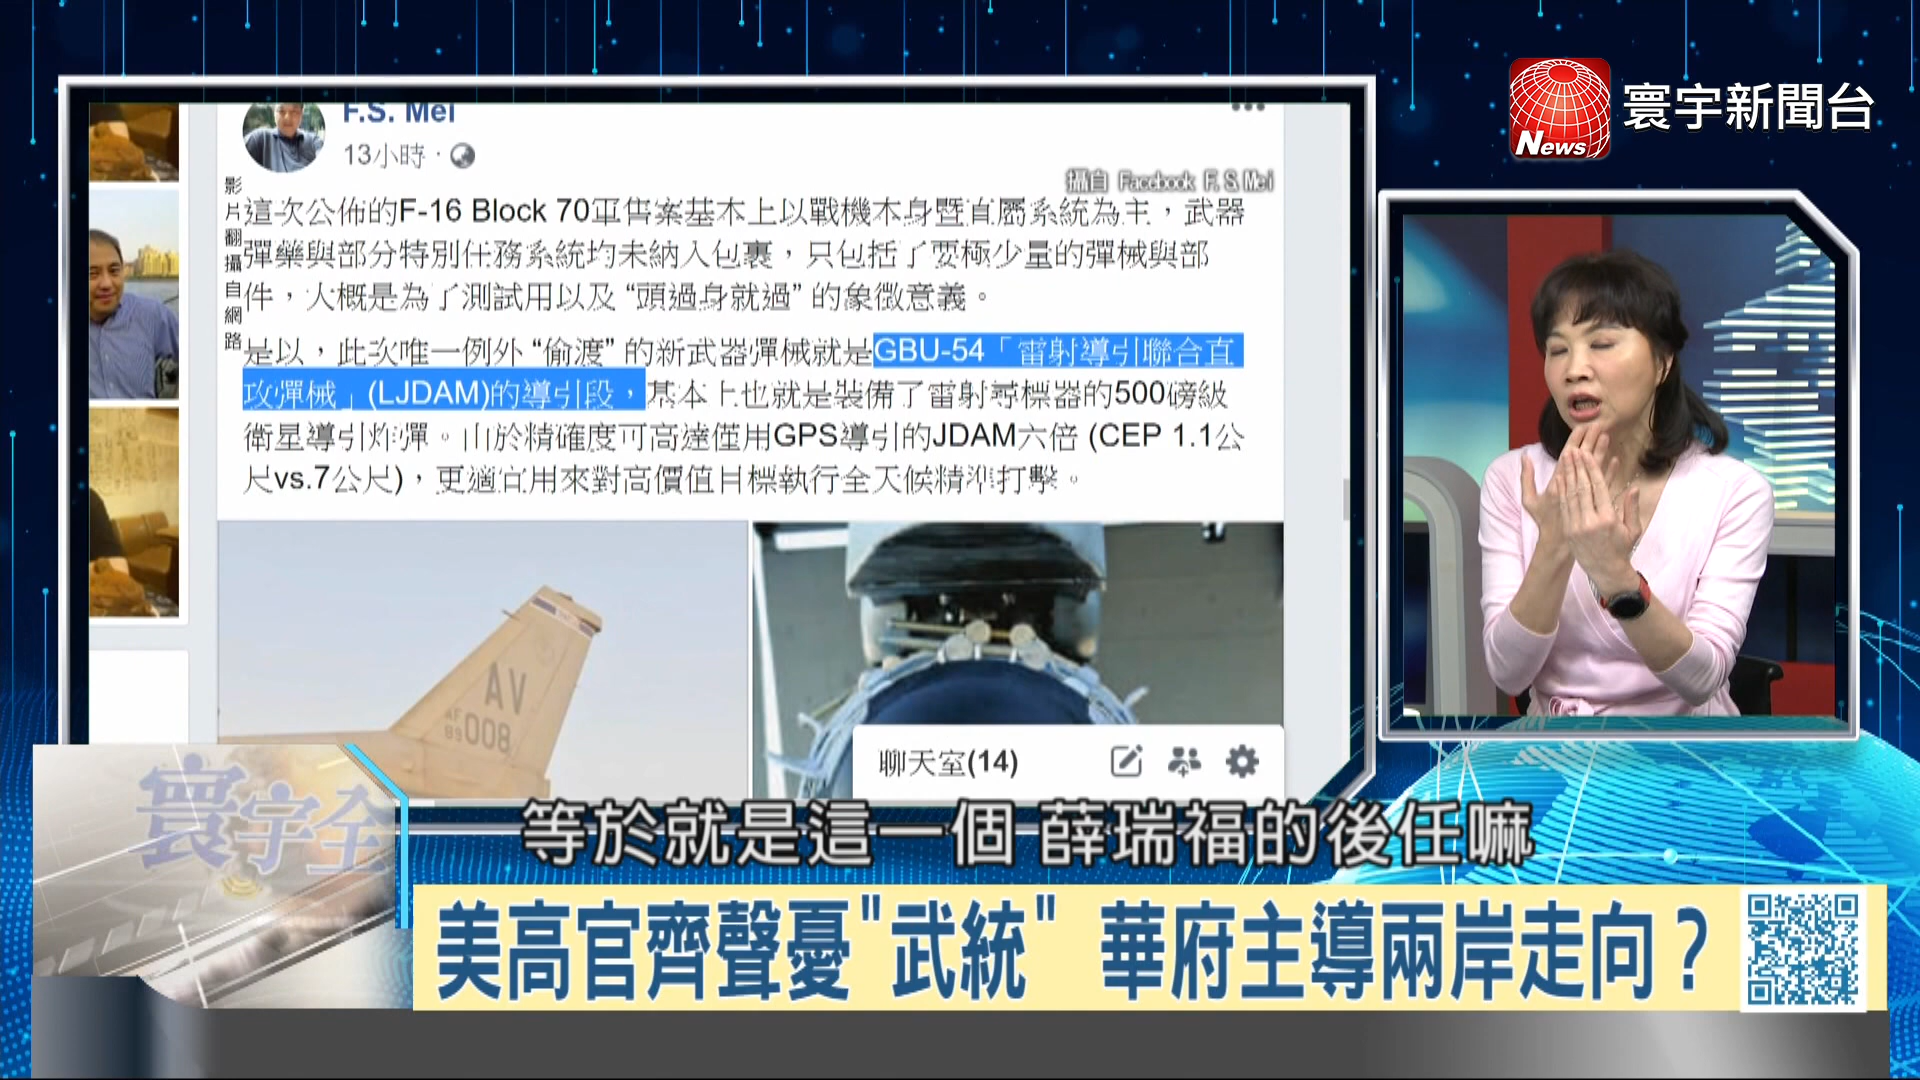 News 寰宇新聞台
F.S. Mei
13小時
攝自 Facebook F. S. Mei
影片翻攝自網路
這次公佈的F-16 Block 70軍售案基本上以戰機本身暨直屬系統為主，武器
彈藥與部分特別任務系統均未納入包裹，只包括了要極少量的彈械與部
件，大概是為了測試用以及 “頭過身就過” 的象徵意義。
是以，此次唯一例外 “偷渡” 的新武器彈械就是GBU-54「雷射導引聯合直
攻彈械」(LJDAM)的導引段，基本上也就是裝備了雷射尋標器的500磅級
衛星導引炸彈。由於精確度可高達僅用GPS導引的JDAM六倍 (CEP 1.1公
尺vs.7公尺)，更適宜用來對高價值目標執行全天候精準打擊。
AV
AF
89 008
聊天室(14)
寰宇全
等於就是這一個 薛瑞福的後任嘛
美高官齊聲憂"武統" 華府主導兩岸走向？